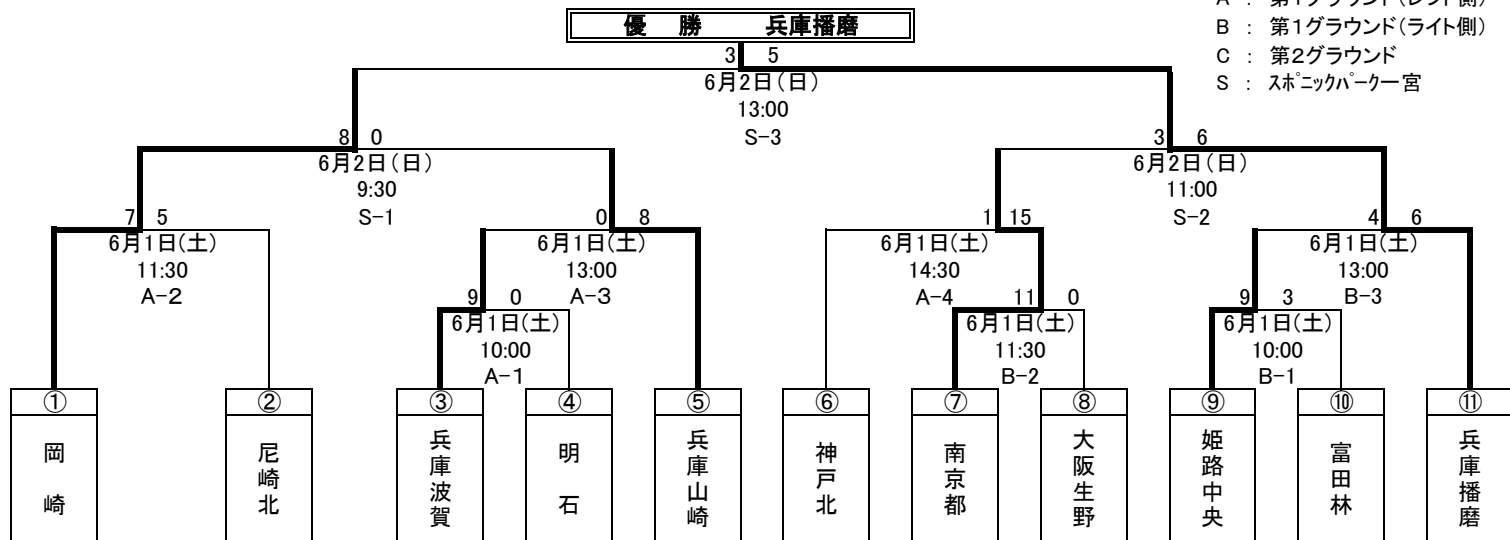 A : 第1グラウンド(レフト側)
優 勝 兵庫播磨
B : 第1グラウンド(ライト側)
C : 第2グラウンド
S : スポニックパーク一宮
3 5
6月2日(日)
13:00
S-3
8 0
6月2日(日)
9:30
S-1
3 6
6月2日(日)
11:00
S-2
7 5
6月1日(土)
11:30
A-2
0 8
6月1日(土)
13:00
A-3
1 15
6月1日(土)
14:30
A-4
4 6
6月1日(土)
13:00
B-3
9 0
6月1日(土)
10:00
A-1
11 0
6月1日(土)
11:30
B-2
9 3
6月1日(土)
10:00
B-1
① ② ③ ④ ⑤ ⑥ ⑦ ⑧ ⑨ ⑩ ⑪
岡崎
尼崎北
兵庫波賀
明石
兵庫山崎
神戸北
南京都
大阪生野
姫路中央
富田林
兵庫播磨